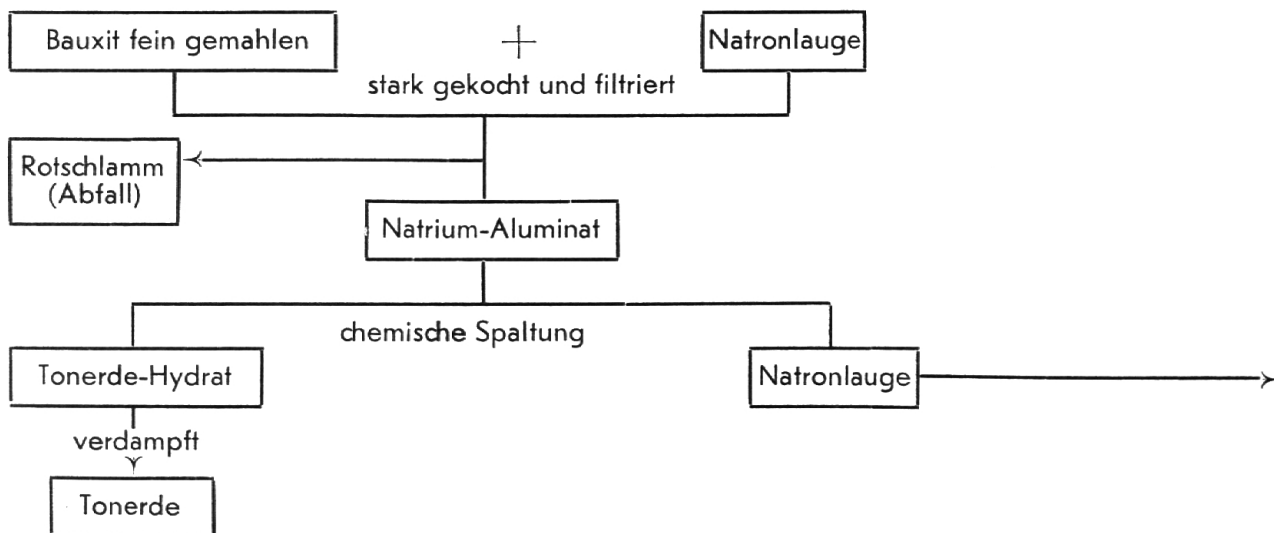 Bauxit fein gemahlen + Natronlauge
stark gekocht und filtriert
Rotschlamm
(Abfall)
Natrium-Aluminat
chemische Spaltung
Tonerde-Hydrat
Natronlauge
verdampft
Tonerde